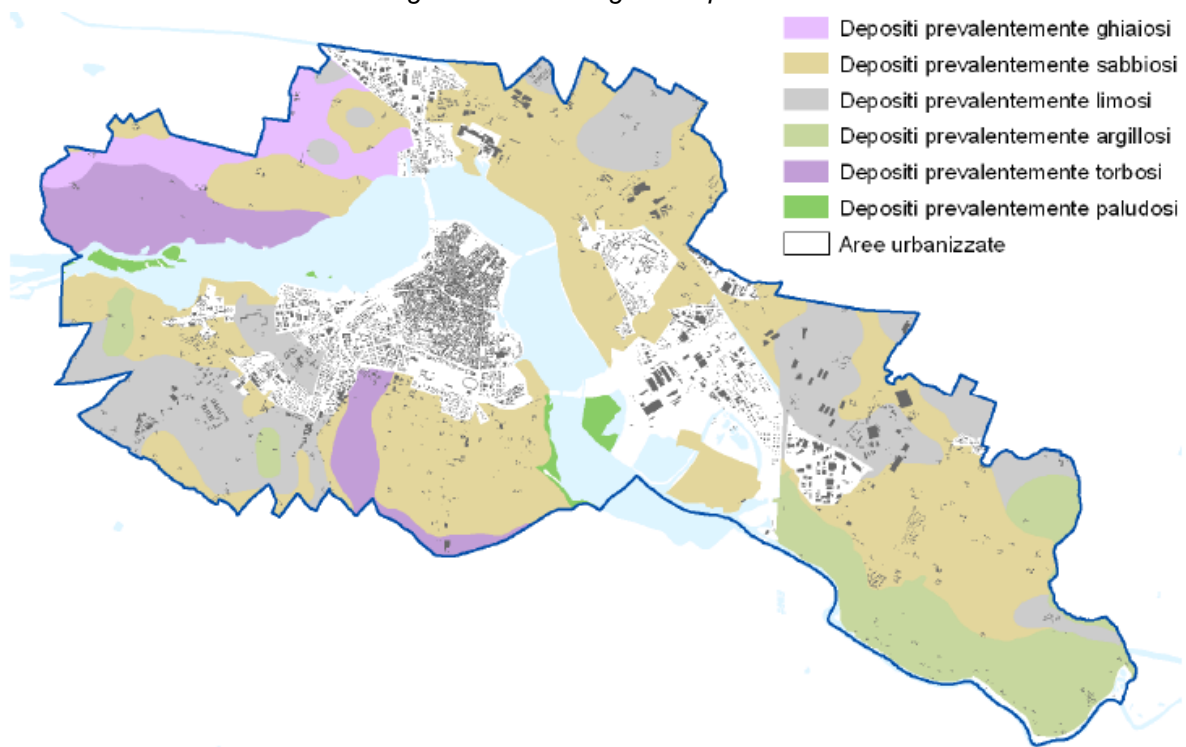 Depositi prevalentemente ghiaiosi
Depositi prevalentemente sabbiosi
Depositi prevalentemente limosi
Depositi prevalentemente argillosi
Depositi prevalentemente torbosi
Depositi prevalentemente paludosi
Aree urbanizzate